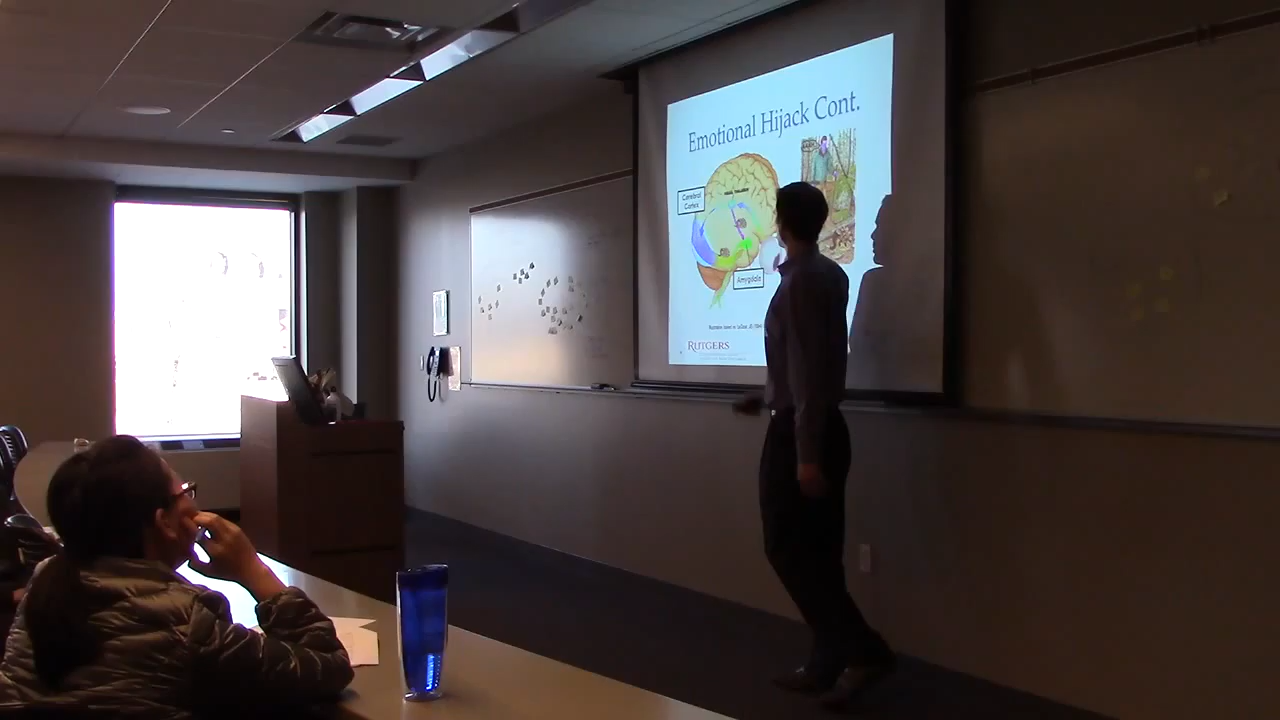 Emotional Hijack Cont.
Cerebral
Cortex
Amygdala
RUTGERS